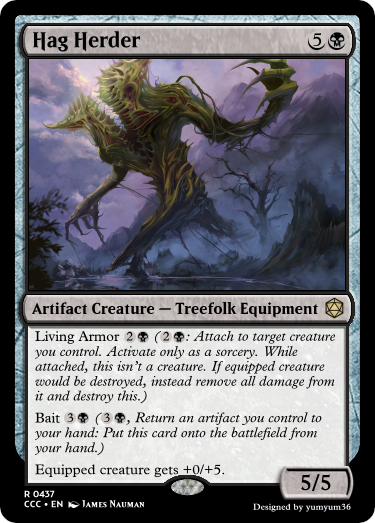 Hag Herder 5
Artifact Creature — Treefolk Equipment
Living Armor 2 (2: Attach to target creature
you control. Activate only as a sorcery. While
attached, this isn't a creature. If equipped creature
would be destroyed, instead remove all damage from
it and destroy this.)
Bait 3 (3, Return an artifact you control to
your hand: Put this card onto the battlefield from
your hand.)
Equipped creature gets +0/+5.
5/5
R 0437
CCC • EN JAMES NAUMAN
Designed by yumyum36